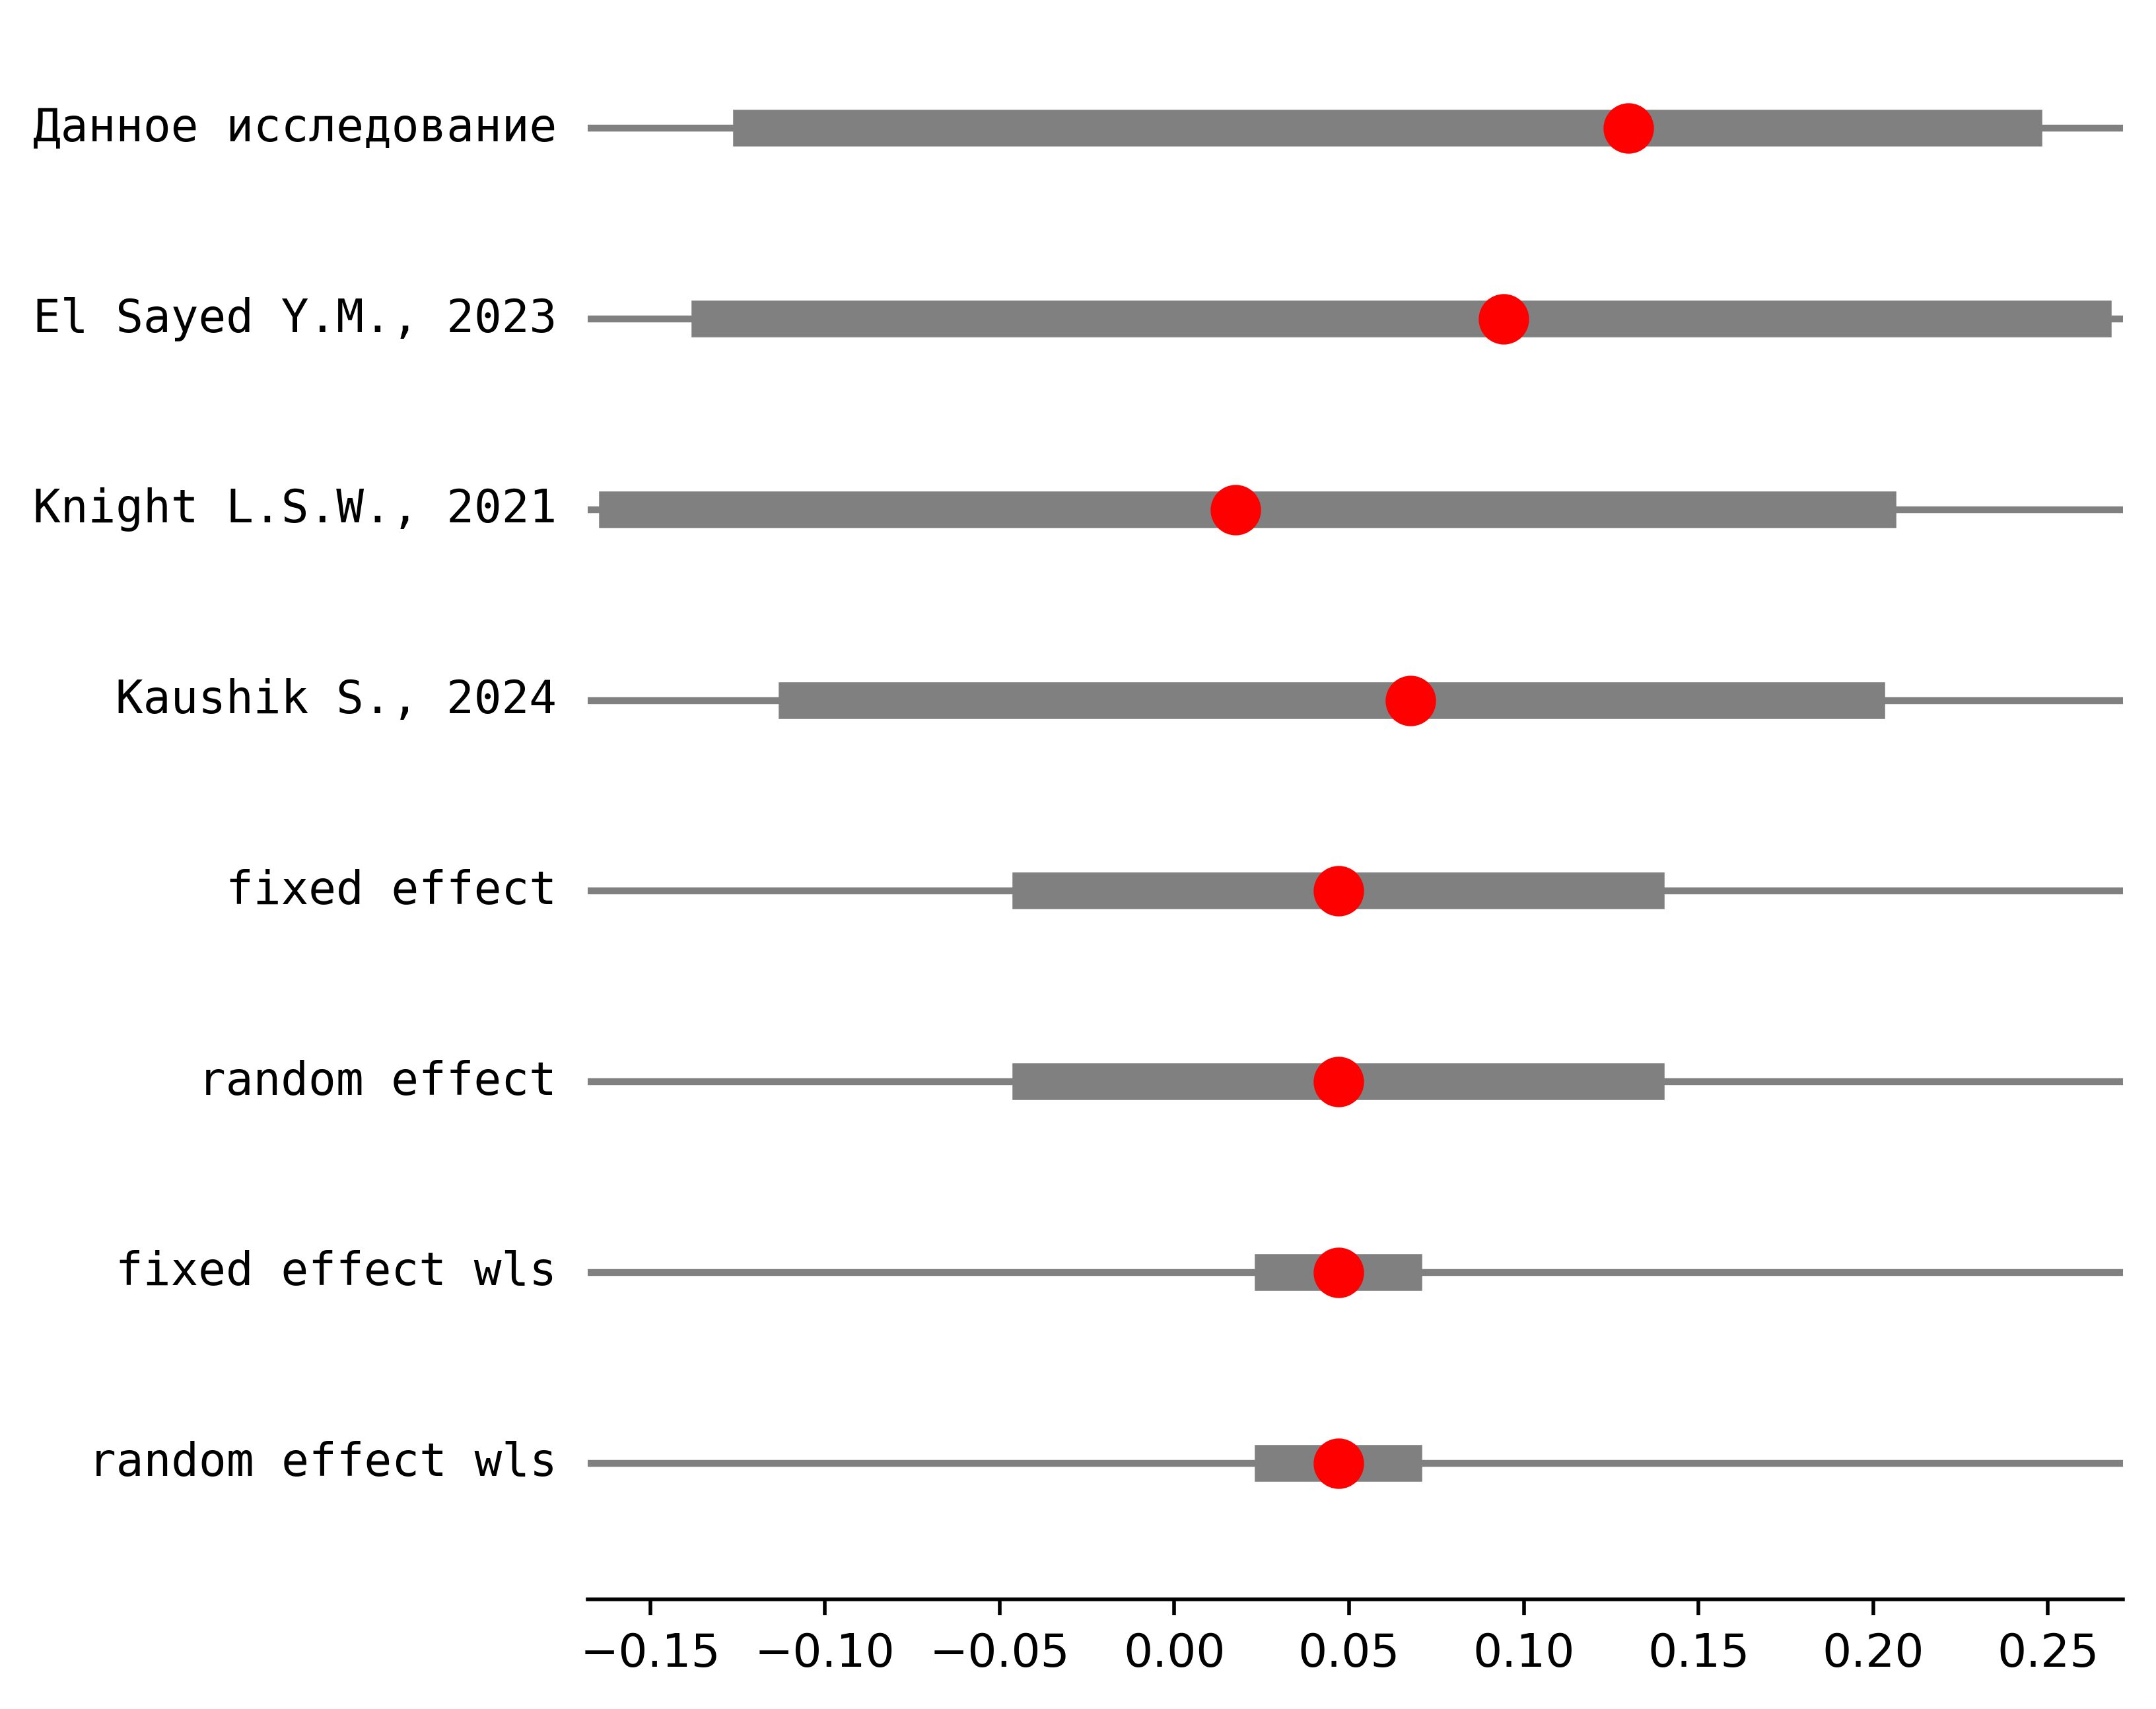 Данное исследование
El Sayed Y.M., 2023
Knight L.S.W., 2021
Kaushik S., 2024
fixed effect
random effect
fixed effect wls
random effect wls
−0.15 −0.10 −0.05 0.00 0.05 0.10 0.15 0.20 0.25